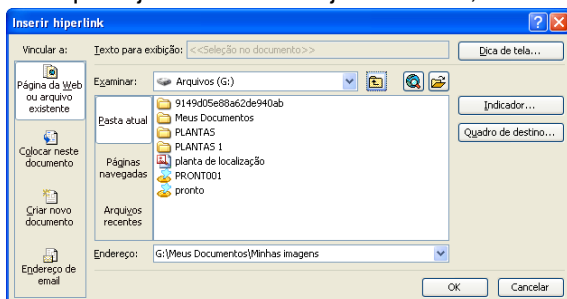 Inserir hiperlink
Vincular a:
Texto para exibição: <<Seleção no documento>>
Dica de tela...
Página da Web
ou arquivo
existente
Examinar: Arquivos (G:)
Indicador...
Quadro de destino...
Pasta atual
Páginas
navegadas
Arquivos
recentes
9149d05e88a62de940ab
Meus Documentos
PLANTAS
PLANTAS 1
planta de localização
PRONT001
pronto
Colocar neste
documento
Criar novo
documento
Endereço de
email
Endereço: G:\Meus Documentos\Minhas imagens
OK
Cancelar